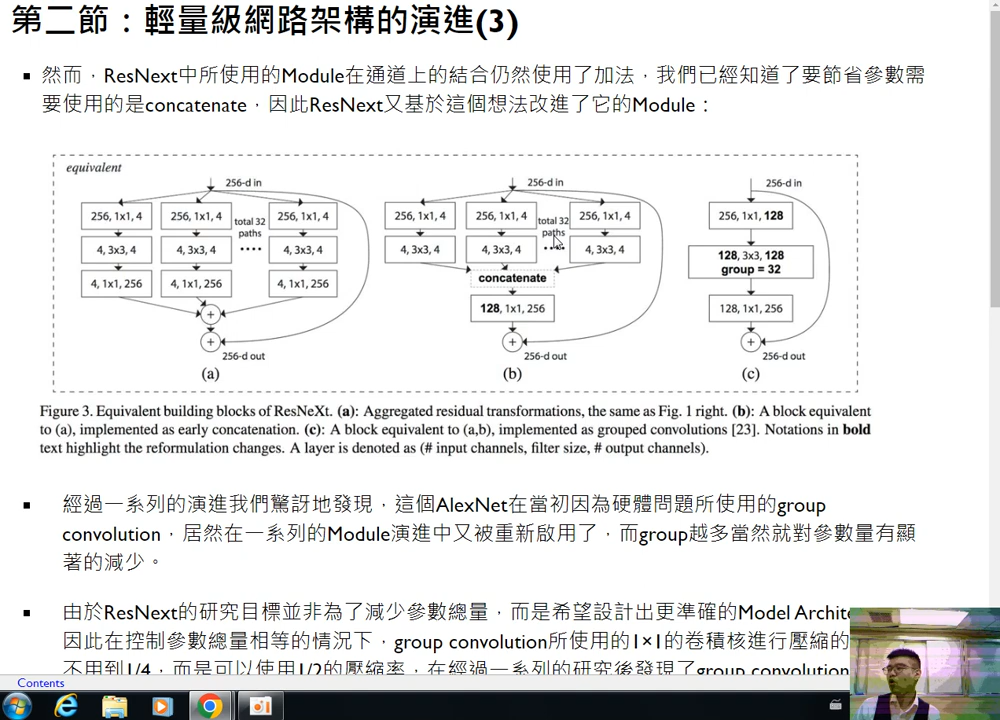 第二節：輕量級網路架構的演進(3)
▪ 然而，ResNext中所使用的Module在通道上的結合仍然使用了加法，我們已經知道了要節省參數需
要使用的是concatenate，因此ResNext又基於這個想法改進了它的Module：
equivalent
256-d in
256, 1x1, 4
256, 1x1, 4
total 32 paths
256, 1x1, 4
4, 3x3, 4
4, 3x3, 4
....
4, 3x3, 4
4, 1x1, 256
4, 1x1, 256
4, 1x1, 256
+
+
256-d out
(a)
256-d in
256, 1x1, 4
256, 1x1, 4
total 32 paths
256, 1x1, 4
4, 3x3, 4
4, 3x3, 4
....
4, 3x3, 4
concatenate
128, 1x1, 256
+
256-d out
(b)
256-d in
256, 1x1, 128
128, 3x3, 128
group = 32
128, 1x1, 256
+
256-d out
(c)
Figure 3. Equivalent building blocks of ResNeXt. (a): Aggregated residual transformations, the same as Fig. 1 right. (b): A block equivalent
to (a), implemented as early concatenation. (c): A block equivalent to (a,b), implemented as grouped convolutions [23]. Notations in bold
text highlight the reformulation changes. A layer is denoted as (# input channels, filter size, # output channels).
▪ 經過一系列的演進我們驚訝地發現，這個AlexNet在當初因為硬體問題所使用的group
convolution，居然在一系列的Module演進中又被重新啟用了，而group越多當然就對參數量有顯
著的減少。
▪ 由於ResNext的研究目標並非為了減少參數總量，而是希望設計出更準確的Model Archite
因此在控制參數總量相等的情況下，group convolution所使用的1×1的卷積核進行壓縮的
不用到1/4，而是可以使用1/2的壓縮率，在經過一系列的研究後發現了group convolution
Contents